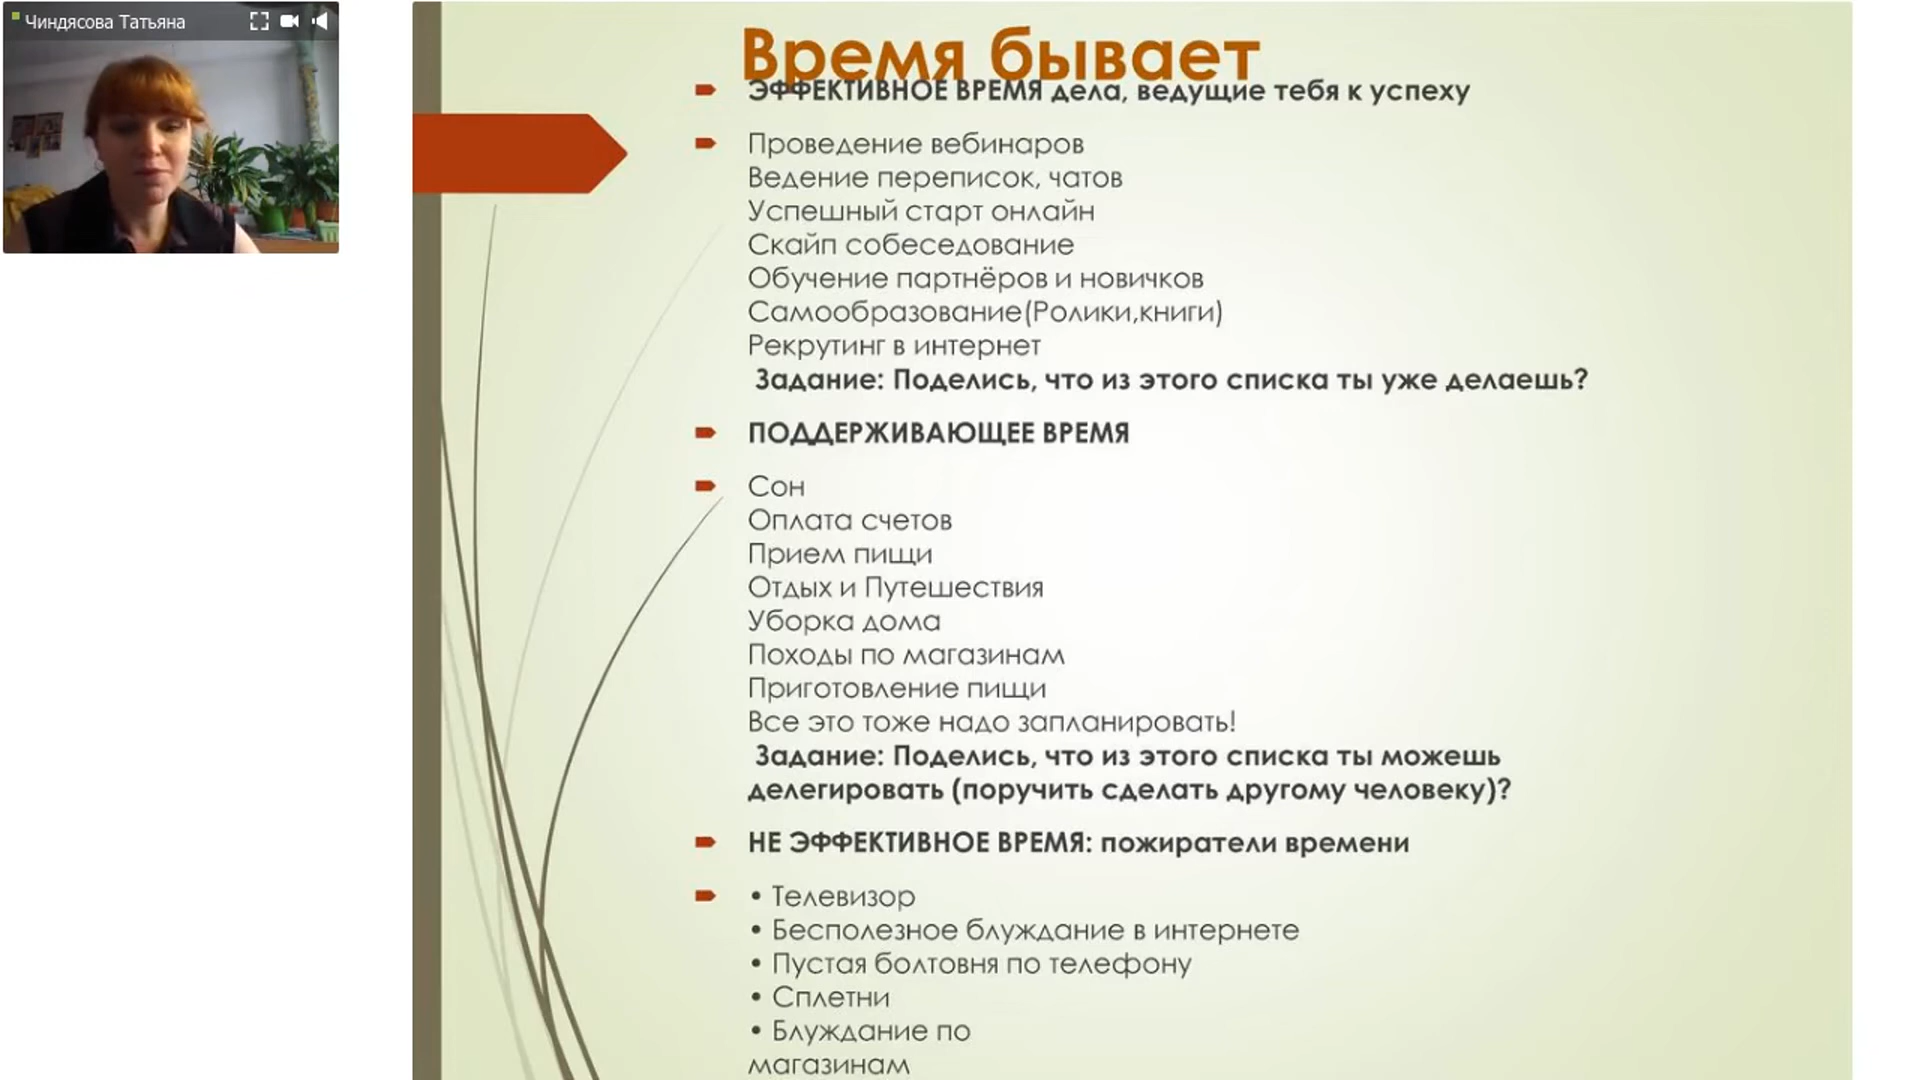 Чиндясова Татьяна
Время бывает
ЭФФЕКТИВНОЕ ВРЕМЯ дела, ведущие тебя к успеху
Проведение вебинаров
Ведение переписок, чатов
Успешный старт онлайн
Скайп собеседование
Обучение партнёров и новичков
Самообразование(Ролики,книги)
Рекрутинг в интернет
Задание: Поделись, что из этого списка ты уже делаешь?
ПОДДЕРЖИВАЮЩЕЕ ВРЕМЯ
Сон
Оплата счетов
Прием пищи
Отдых и Путешествия
Уборка дома
Походы по магазинам
Приготовление пищи
Все это тоже надо запланировать!
Задание: Поделись, что из этого списка ты можешь
делегировать (поручить сделать другому человеку)?
НЕ ЭФФЕКТИВНОЕ ВРЕМЯ: пожиратели времени
• Телевизор
• Бесполезное блуждание в интернете
• Пустая болтовня по телефону
• Сплетни
• Блуждание по
магазинам